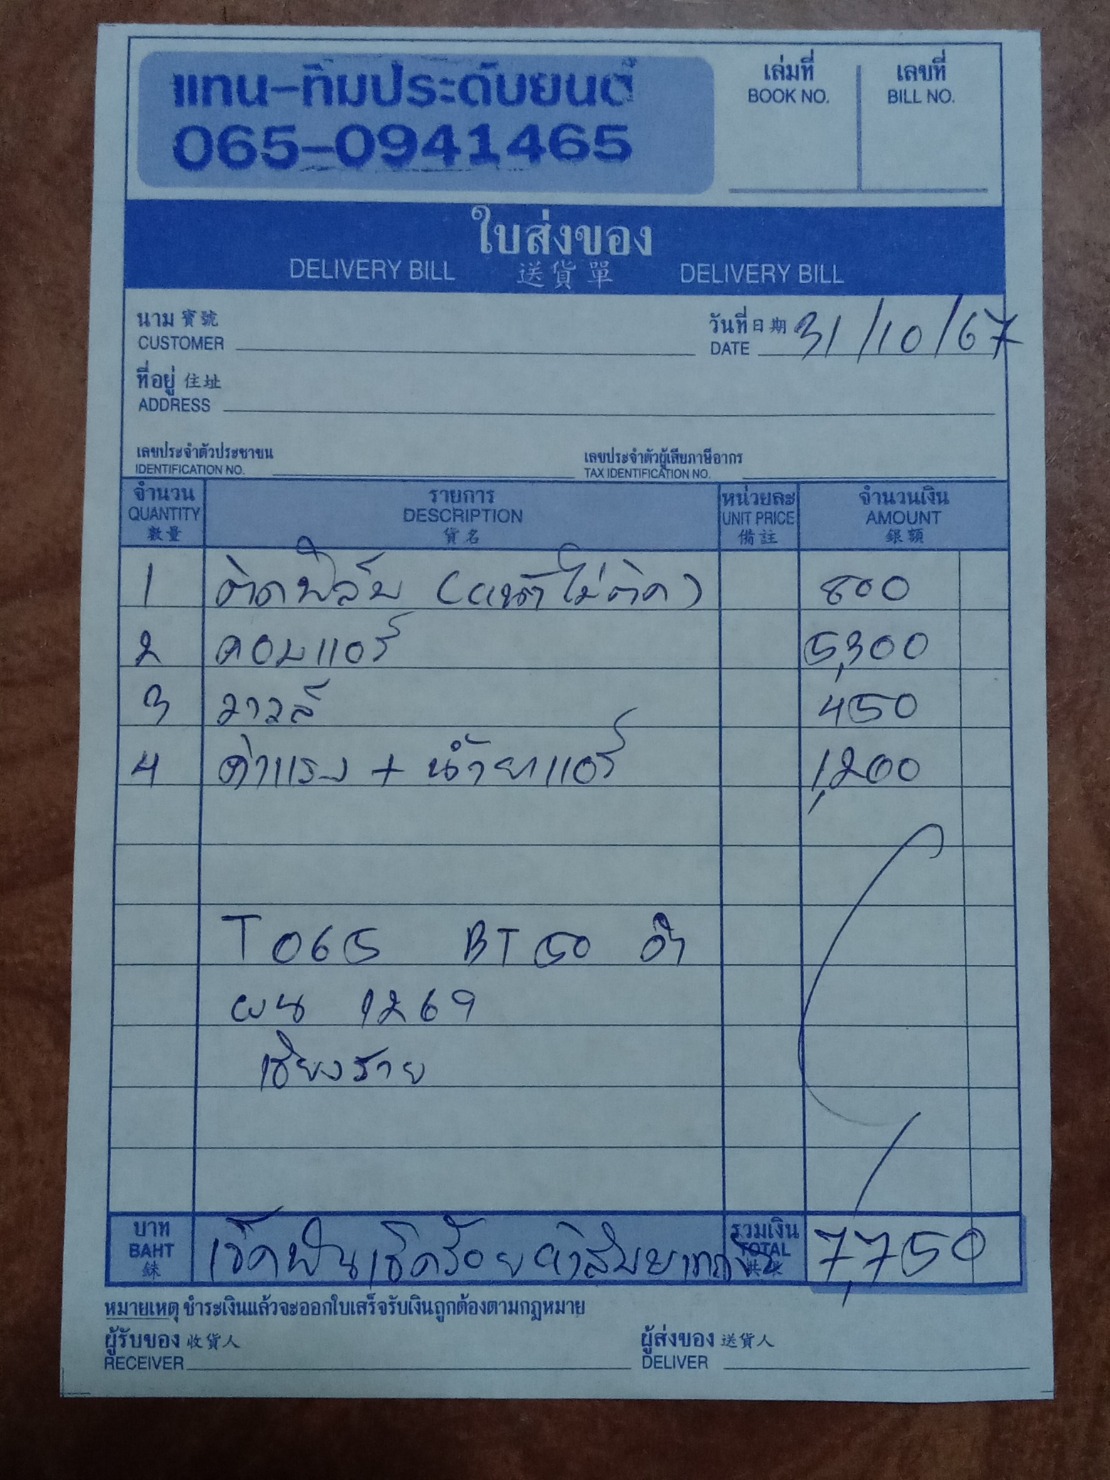 แทน-ทิมประดับยนต์
065-0941465
เล่มที่
BOOK NO.
เลขที่
BILL NO.
ใบส่งของ
DELIVERY BILL 送貨單 DELIVERY BILL
นาม 寶號
CUSTOMER
วันที่ 日期
DATE 31/10/67
ที่อยู่ 住址
ADDRESS
เลขประจำตัวประชาชน
IDENTIFICATION NO.
เลขประจำตัวผู้เสียภาษีอากร
TAX IDENTIFICATION NO.
จำนวน
QUANTITY
數量
รายการ
DESCRIPTION
貨名
หน่วยละ
UNIT PRICE
備註
จำนวนเงิน
AMOUNT
銀額
1 ติดฟิล์ม (หน้าไม่ติด) 800
2 คอมแอร์ 5,300
3 วาวล์ 450
4 ค่าแรง + น้ำยาแอร์ 1,200
T065 BT50 ดำ
ผน 1269
เชียงราย
บาท
BAHT
銖
เจ็ดพันเจ็ดร้อยห้าสิบบาทถ้วน
รวมเงิน
TOTAL
7,750
หมายเหตุ ชำระเงินแล้วจะออกใบเสร็จรับเงินถูกต้องตามกฎหมาย
ผู้รับของ 收貨人
RECEIVER
ผู้ส่งของ 送貨人
DELIVER